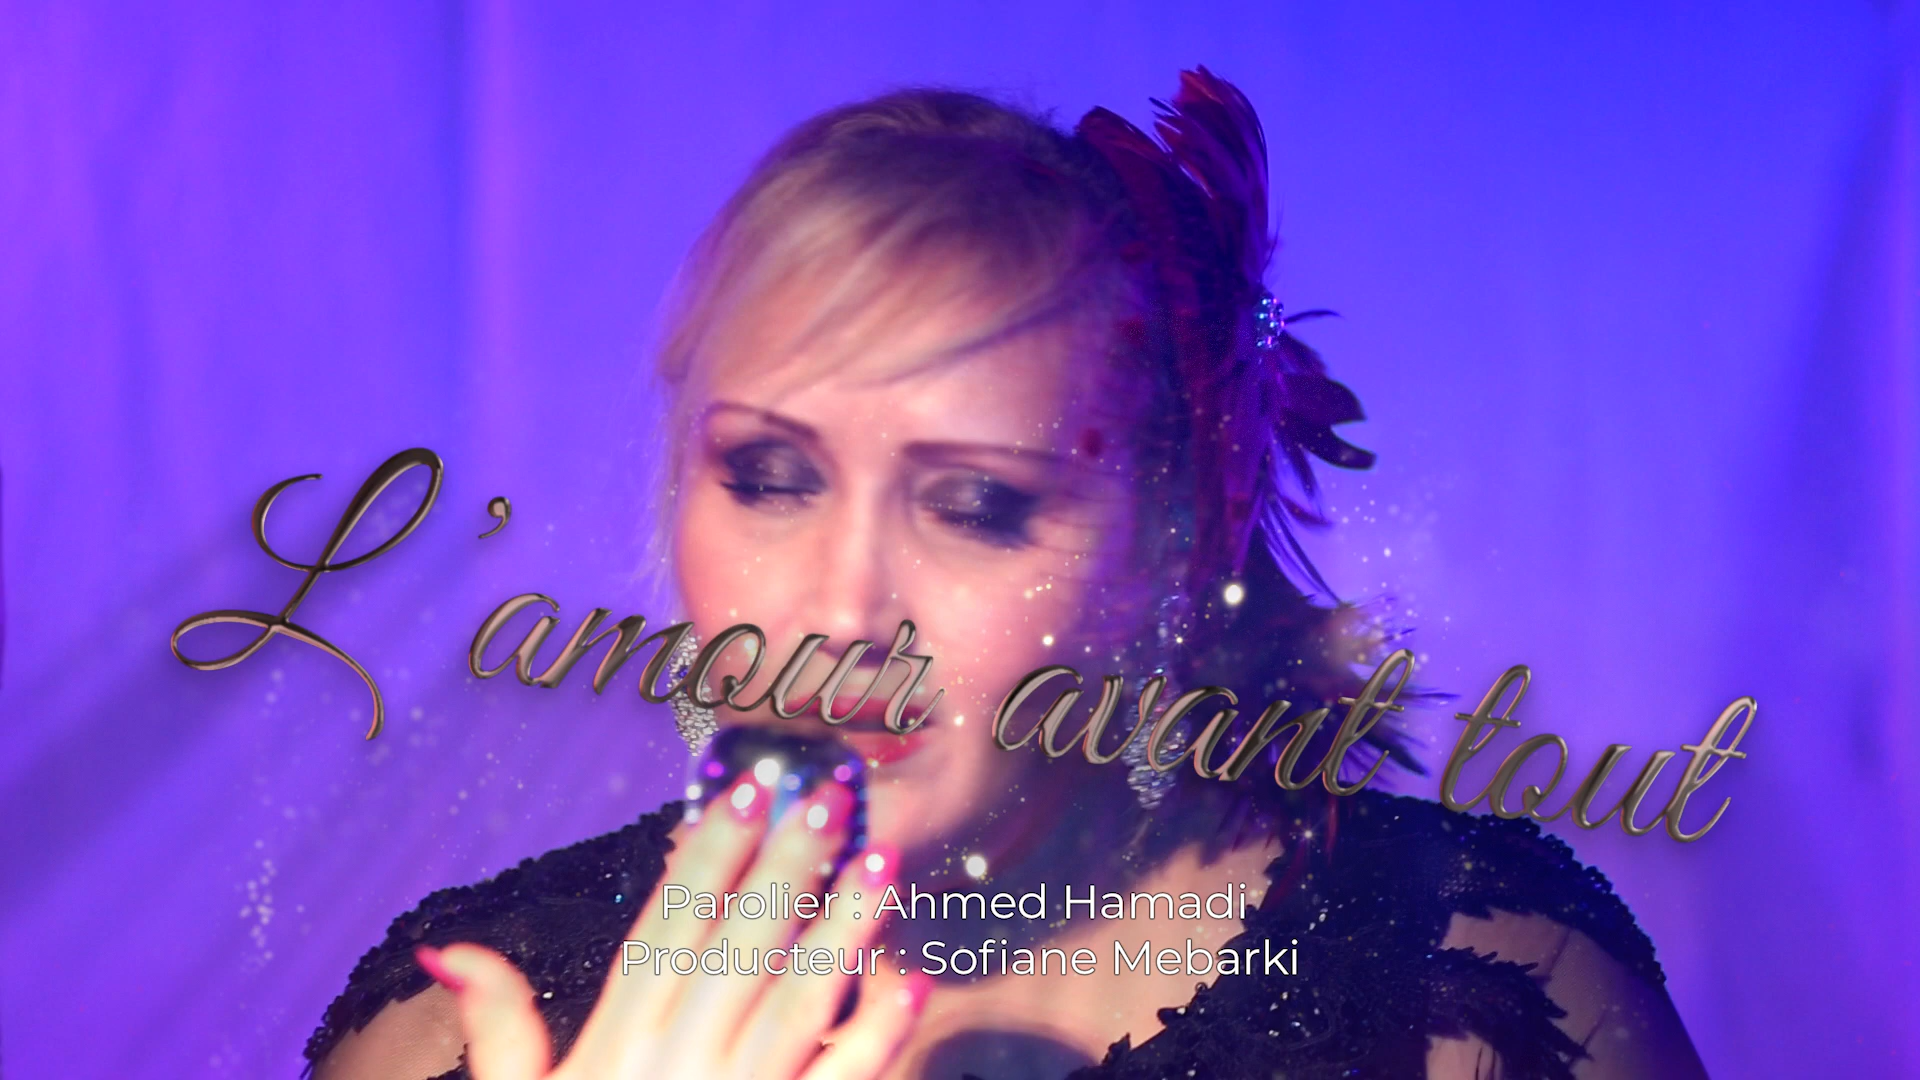 L'amour avant tout
Parolier : Ahmed Hamadi
Producteur : Sofiane Mebarki